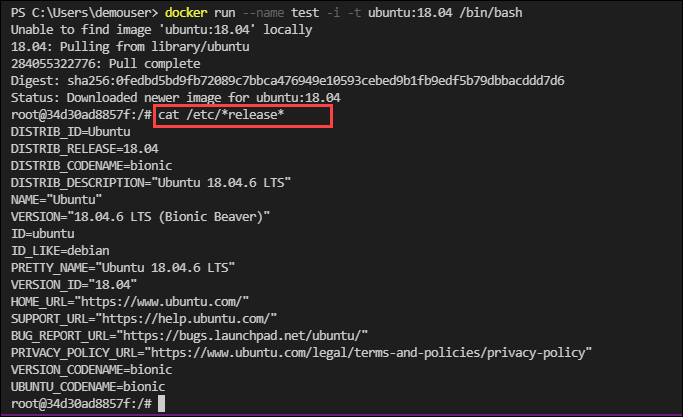 PS C:\Users\demouser> docker run --name test -i -t ubuntu:18.04 /bin/bash
Unable to find image 'ubuntu:18.04' locally
18.04: Pulling from library/ubuntu
284055322776: Pull complete
Digest: sha256:0fedbd5bd9fb72089c7bbca476949e10593cebed9b1fb9edf5b79dbbacddd7d6
Status: Downloaded newer image for ubuntu:18.04
root@34d30ad8857f:/# cat /etc/*release*
DISTRIB_ID=Ubuntu
DISTRIB_RELEASE=18.04
DISTRIB_CODENAME=bionic
DISTRIB_DESCRIPTION="Ubuntu 18.04.6 LTS"
NAME="Ubuntu"
VERSION="18.04.6 LTS (Bionic Beaver)"
ID=ubuntu
ID_LIKE=debian
PRETTY_NAME="Ubuntu 18.04.6 LTS"
VERSION_ID="18.04"
HOME_URL="https://www.ubuntu.com/"
SUPPORT_URL="https://help.ubuntu.com/"
BUG_REPORT_URL="https://bugs.launchpad.net/ubuntu/"
PRIVACY_POLICY_URL="https://www.ubuntu.com/legal/terms-and-policies/privacy-policy"
VERSION_CODENAME=bionic
UBUNTU_CODENAME=bionic
root@34d30ad8857f:/#